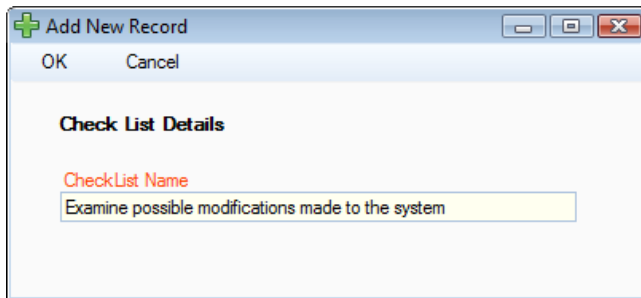 Add New Record
OK Cancel
Check List Details
CheckList Name
Examine possible modifications made to the system